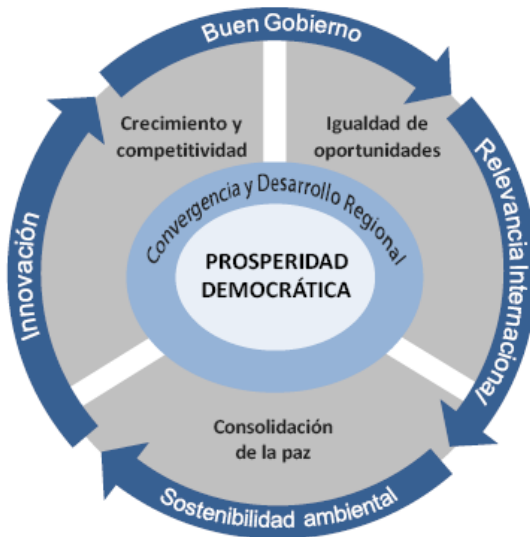 Buen Gobierno
Crecimiento y
competitividad
Igualdad de
oportunidades
Relevancia Internacional
Innovación
Convergencia y Desarrollo Regional
PROSPERIDAD
DEMOCRÁTICA
Consolidación
de la paz
Sostenibilidad ambiental